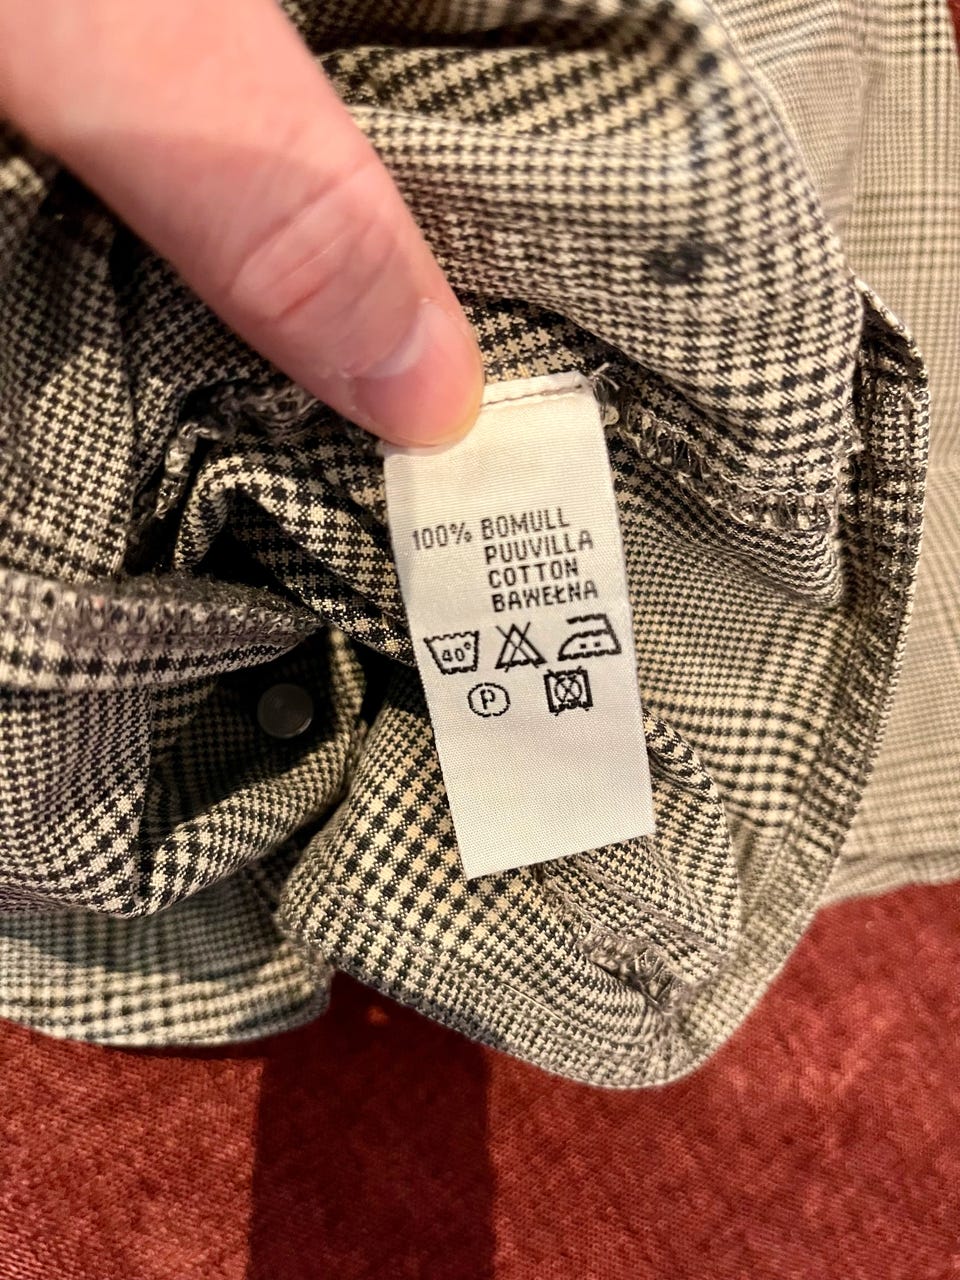 100% BOMULL
PUUVILLA
COTTON
BAWEŁNA
40°
P